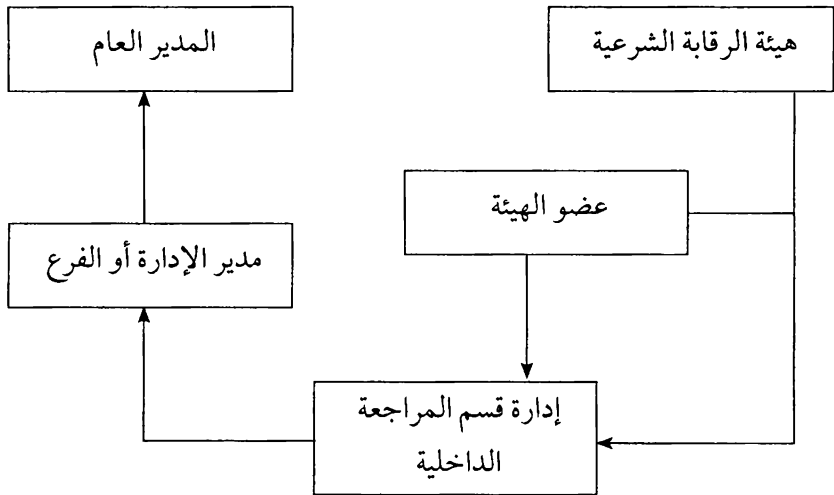 هيئة الرقابة الشرعية
المدير العام
عضو الهيئة
مدير الإدارة أو الفرع
إدارة قسم المراجعة
الداخلية